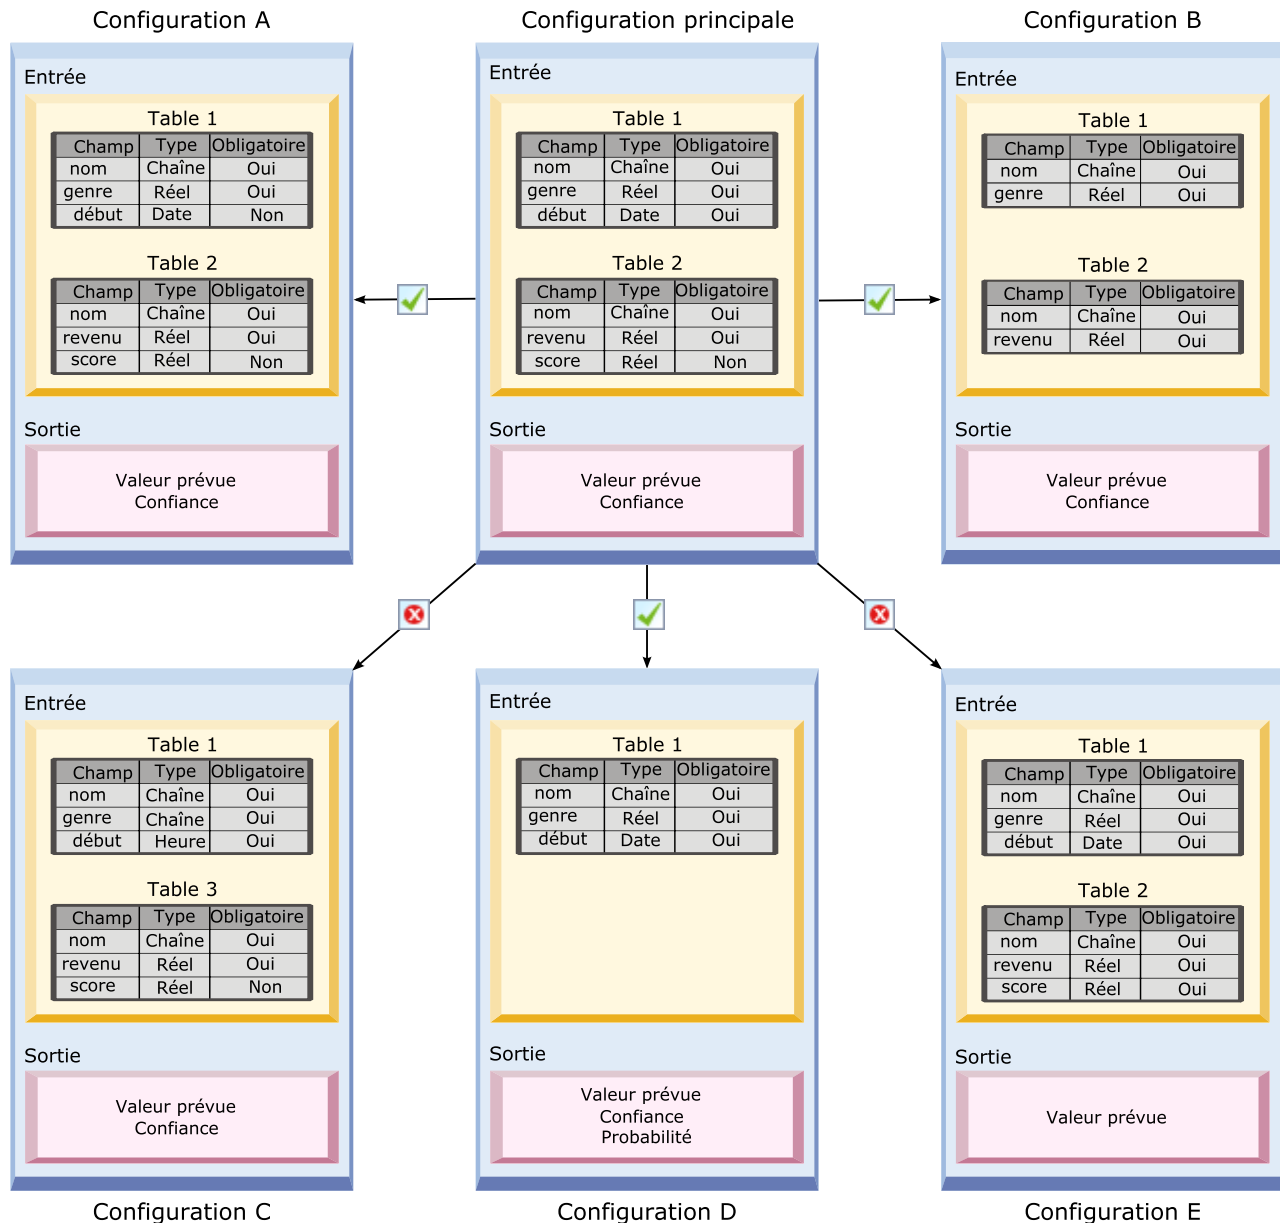 Configuration A
Entrée
Table 1
Champ Type Obligatoire
nom Chaîne Oui
genre Réel Oui
début Date Non
Table 2
Champ Type Obligatoire
nom Chaîne Oui
revenu Réel Oui
score Réel Non
Sortie
Valeur prévue
Confiance
Configuration principale
Entrée
Table 1
Champ Type Obligatoire
nom Chaîne Oui
genre Réel Oui
début Date Oui
Table 2
Champ Type Obligatoire
nom Chaîne Oui
revenu Réel Oui
score Réel Non
Sortie
Valeur prévue
Confiance
Configuration B
Entrée
Table 1
Champ Type Obligatoire
nom Chaîne Oui
genre Réel Oui
Table 2
Champ Type Obligatoire
nom Chaîne Oui
revenu Réel Oui
Sortie
Valeur prévue
Confiance
Entrée
Table 1
Champ Type Obligatoire
nom Chaîne Oui
genre Chaîne Oui
début Heure Oui
Table 3
Champ Type Obligatoire
nom Chaîne Oui
revenu Réel Oui
score Réel Non
Sortie
Valeur prévue
Confiance
Configuration C
Entrée
Table 1
Champ Type Obligatoire
nom Chaîne Oui
genre Réel Oui
début Date Oui
Sortie
Valeur prévue
Confiance
Probabilité
Configuration D
Entrée
Table 1
Champ Type Obligatoire
nom Chaîne Oui
genre Réel Oui
début Date Oui
Table 2
Champ Type Obligatoire
nom Chaîne Oui
revenu Réel Oui
score Réel Oui
Sortie
Valeur prévue
Configuration E